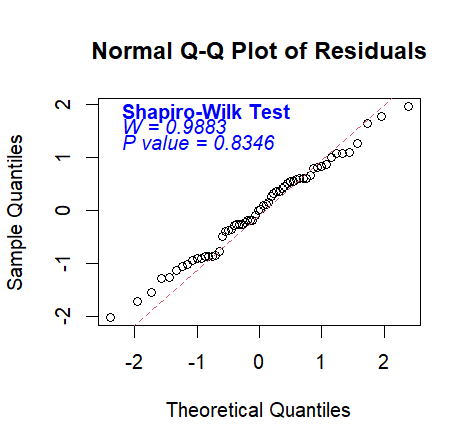 Normal Q-Q Plot of Residuals
Shapiro-Wilk Test
W = 0.9883
P value = 0.8346
Sample Quantiles
2
1
0
-1
-2
-2 -1 0 1 2
Theoretical Quantiles